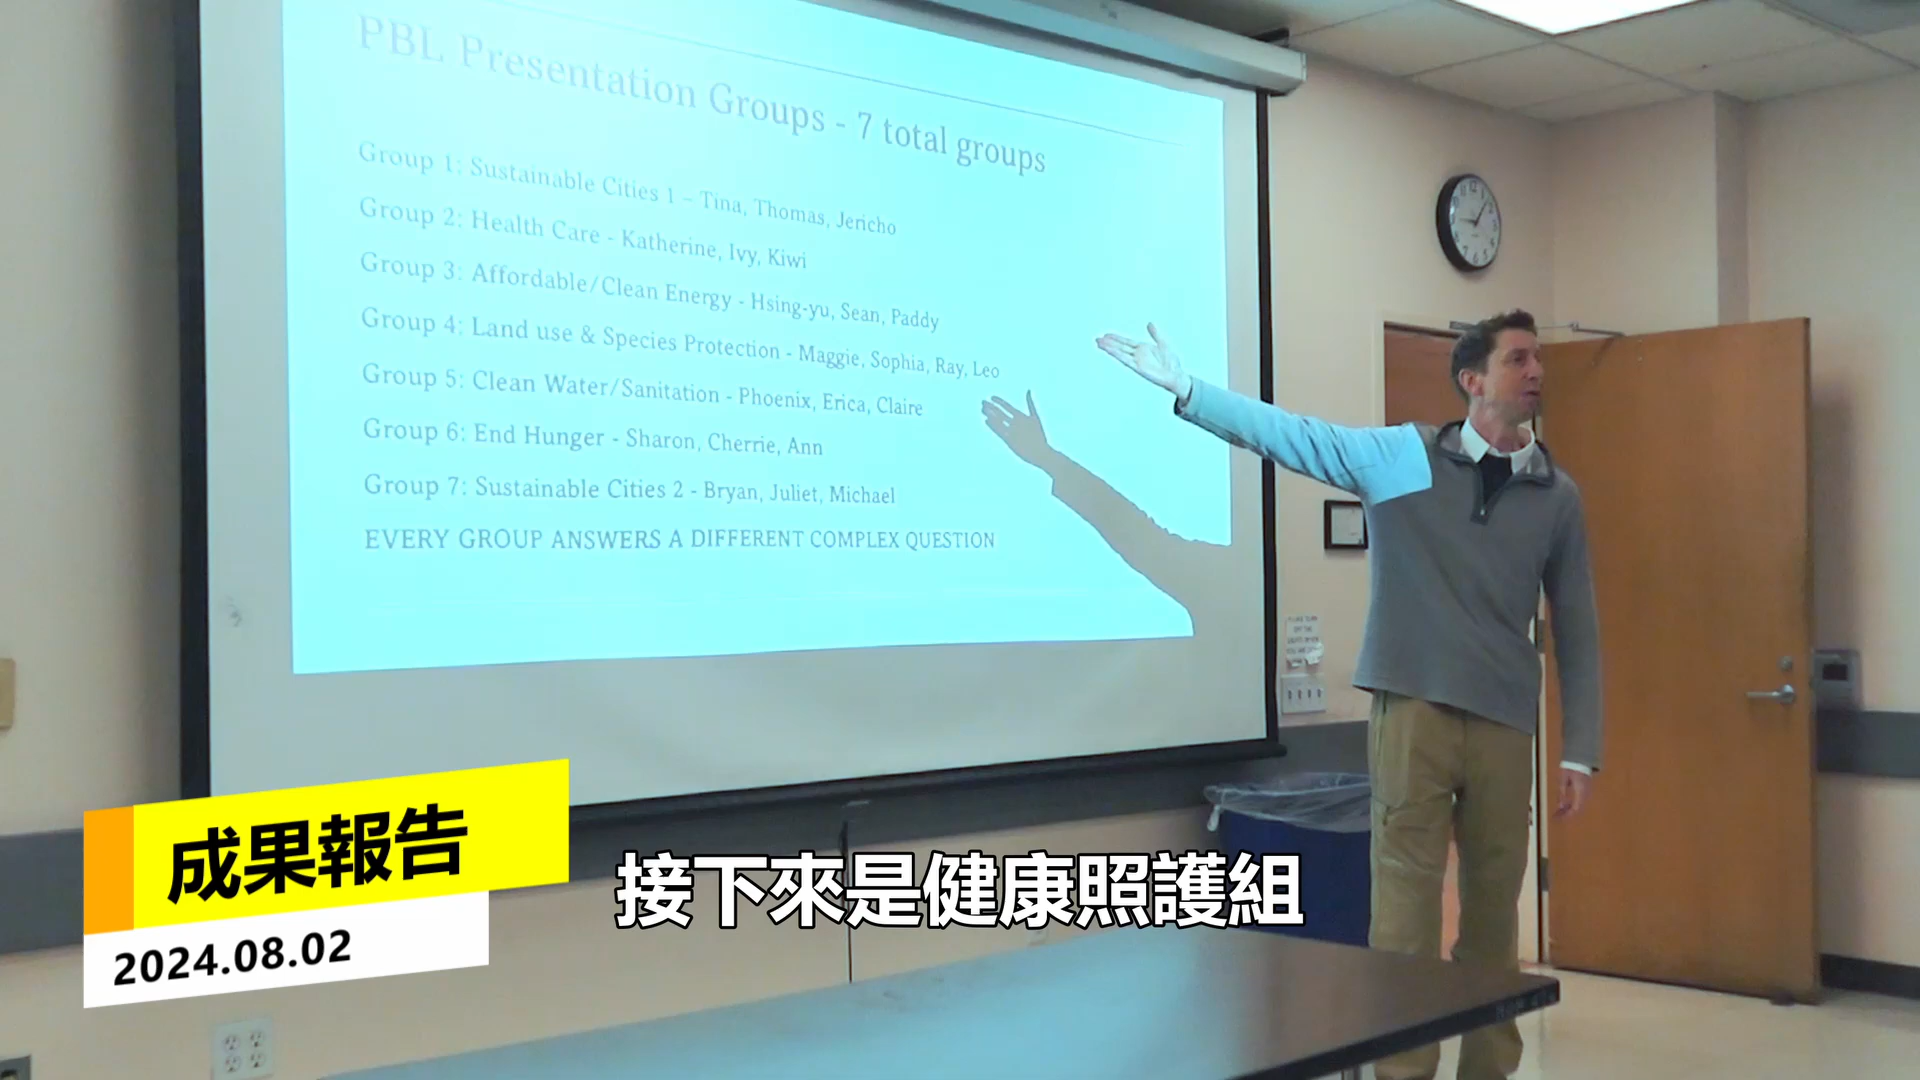 PBL Presentation Groups - 7 total groups
Group 1: Sustainable Cities 1 – Tina, Thomas, Jericho
Group 2: Health Care - Katherine, Ivy, Kiwi
Group 3: Affordable/Clean Energy - Hsing-yu, Sean, Paddy
Group 4: Land use & Species Protection - Maggie, Sophia, Ray, Leo
Group 5: Clean Water/Sanitation - Phoenix, Erica, Claire
Group 6: End Hunger - Sharon, Cherrie, Ann
Group 7: Sustainable Cities 2 - Bryan, Juliet, Michael
EVERY GROUP ANSWERS A DIFFERENT COMPLEX QUESTION
成果報告
2024.08.02
接下來是健康照護組